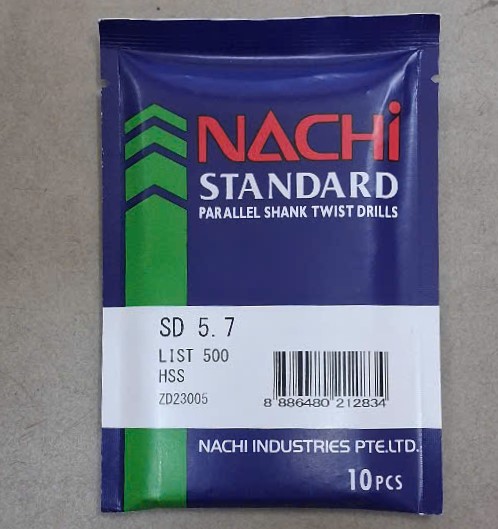 NACHi
STANDARD
PARALLEL SHANK TWIST DRILLS
SD 5.7
LIST 500
HSS
ZD23005
8 886480 212834
NACHI INDUSTRIES PTE.LTD.
10PCS